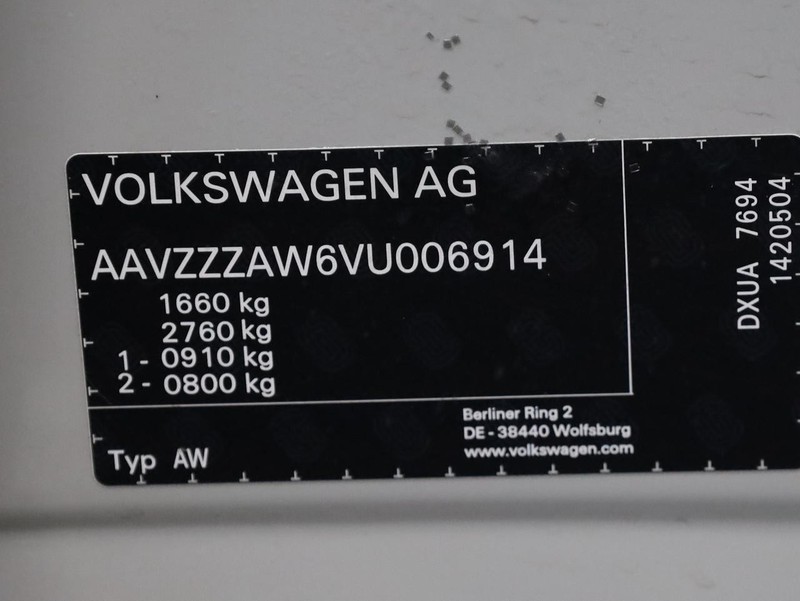 VOLKSWAGEN AG
AAVZZZAW6VU006914
1660 kg
2760 kg
1 - 0910 kg
2 - 0800 kg
Typ AW
Berliner Ring 2
DE - 38440 Wolfsburg
www.volkswagen.com
DXUA 7694
1420504